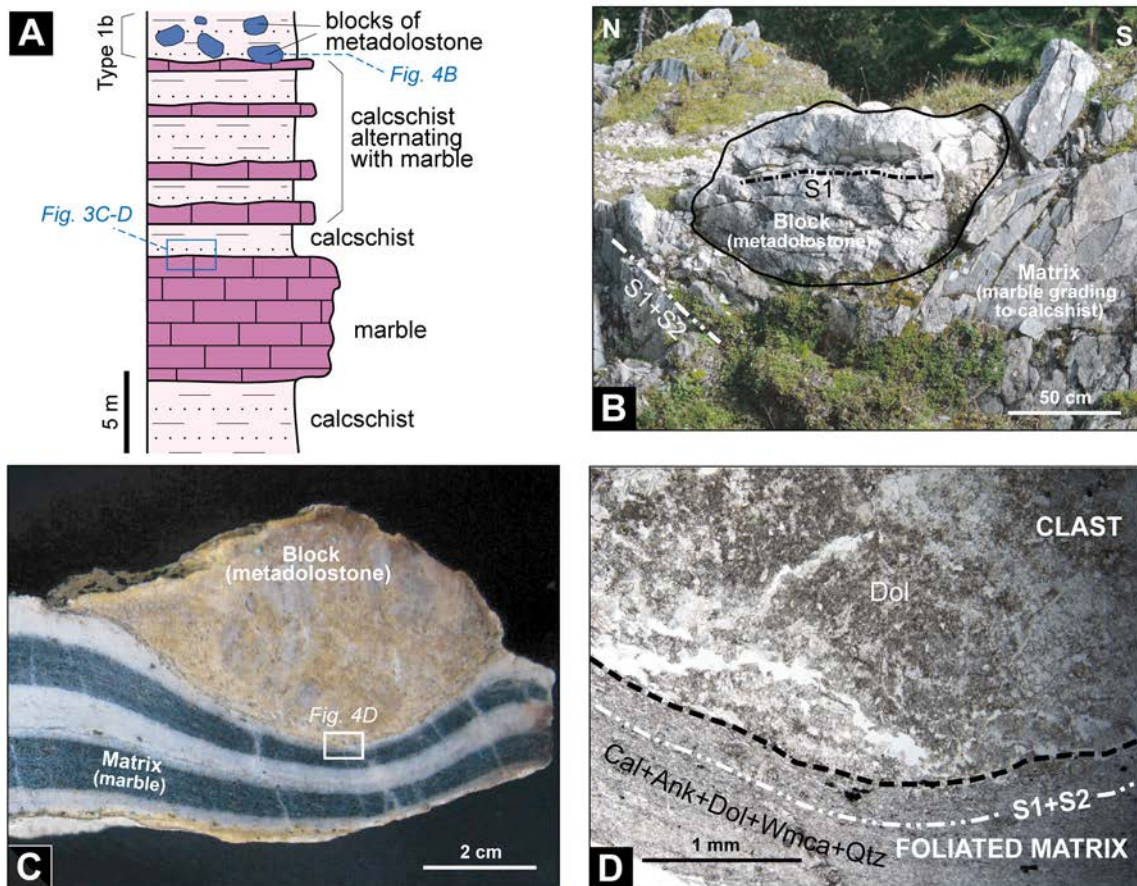 A
Type 1b
blocks of
metadolostone
Fig. 4B
calcschist
alternating
with marble
Fig. 3C-D
calcschist
marble
5 m
calcschist
N
S
S1
Block
(metadolostone)
S1+S2
Matrix
(marble grading
to calcshist)
B
50 cm
Block
(metadolostone)
Fig. 4D
Matrix
(marble)
C
2 cm
CLAST
Dol
Cal+Ank+Dol+Wmca+Qtz
S1+S2
1 mm
FOLIATED MATRIX
D